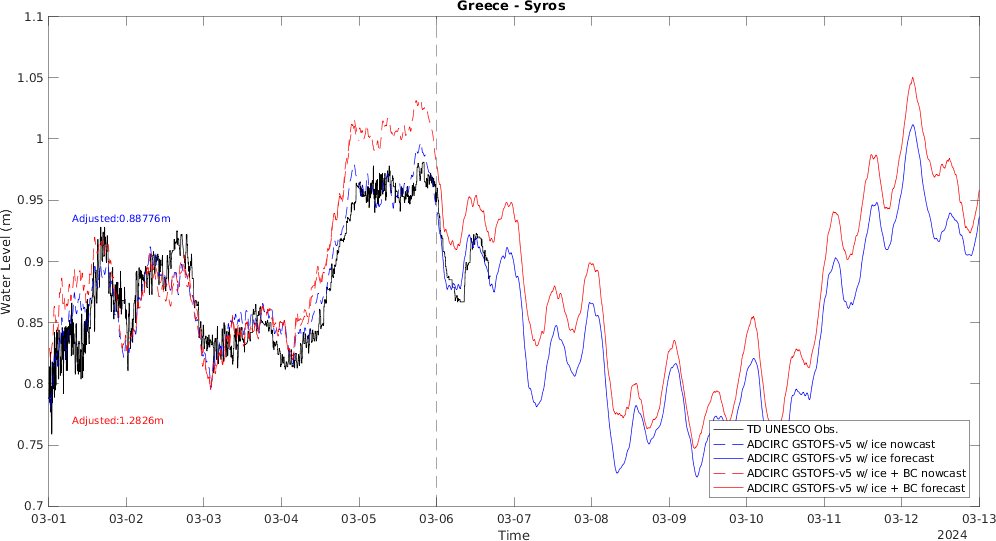 Greece - Syros
1.1
1.05
1
0.95
0.9
0.85
0.8
0.75
0.7
Water Level (m)
Adjusted:0.88776m
Adjusted:1.2826m
TD UNESCO Obs.
ADCIRC GSTOFS-v5 w/ ice nowcast
ADCIRC GSTOFS-v5 w/ ice forecast
ADCIRC GSTOFS-v5 w/ ice + BC nowcast
ADCIRC GSTOFS-v5 w/ ice + BC forecast
03-01 03-02 03-03 03-04 03-05 03-06 03-07 03-08 03-09 03-10 03-11 03-12 03-13
Time
2024